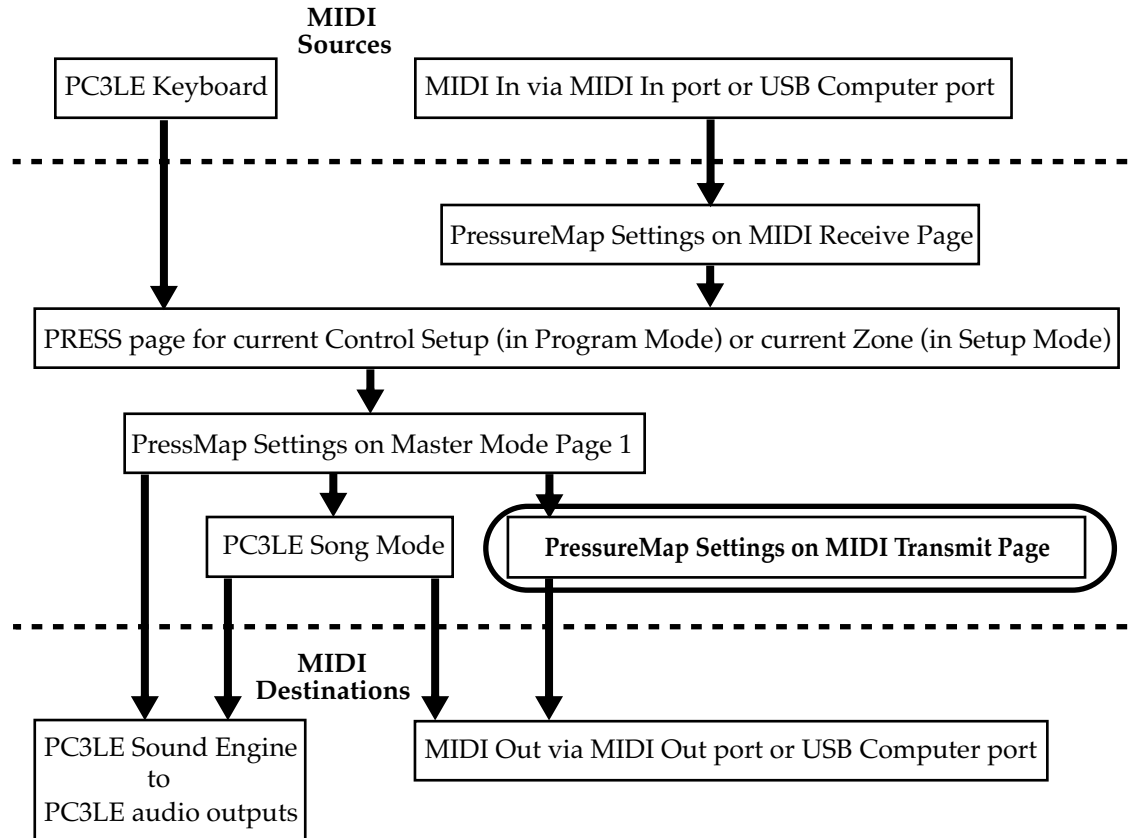 MIDI
Sources
PC3LE Keyboard
MIDI In via MIDI In port or USB Computer port
PressureMap Settings on MIDI Receive Page
PRESS page for current Control Setup (in Program Mode) or current Zone (in Setup Mode)
PressMap Settings on Master Mode Page 1
PC3LE Song Mode
PressureMap Settings on MIDI Transmit Page
MIDI
Destinations
PC3LE Sound Engine
to
PC3LE audio outputs
MIDI Out via MIDI Out port or USB Computer port